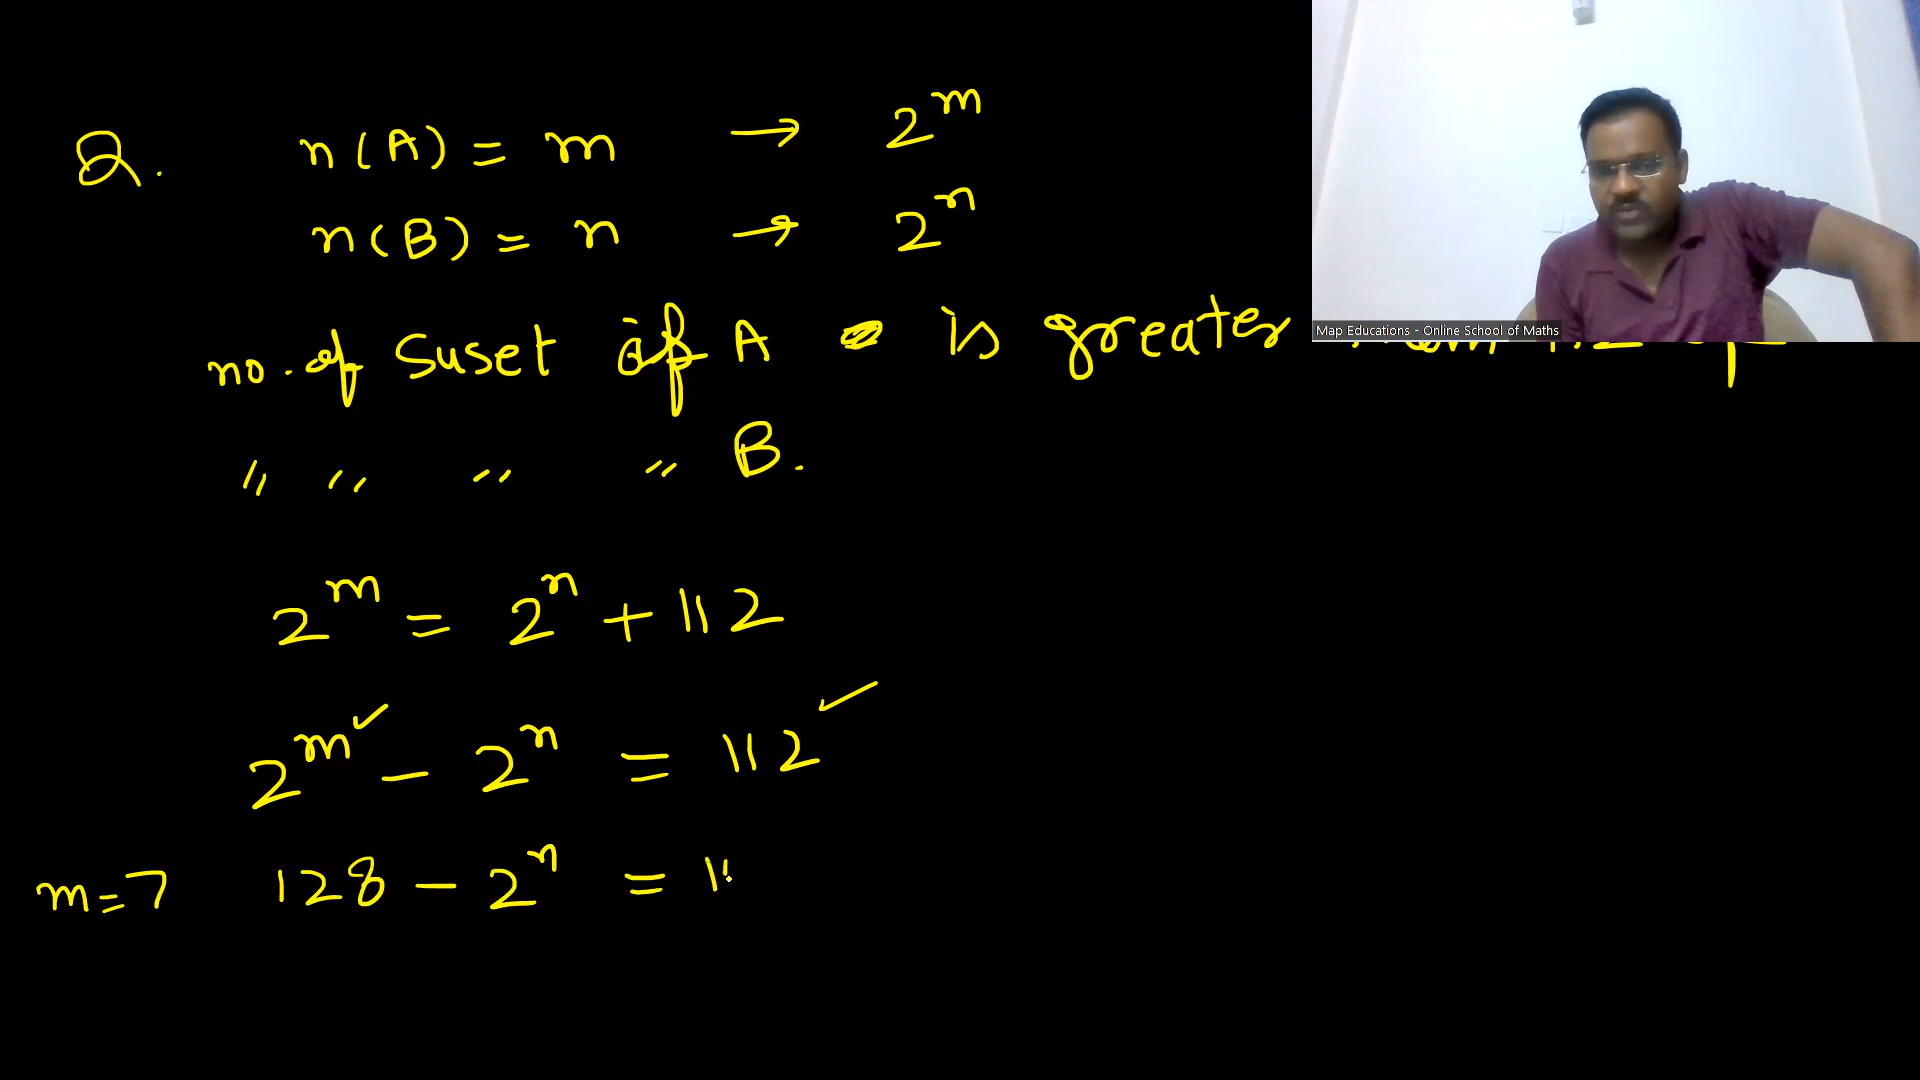 Q. n(A) = m → 2^m
n(B) = n → 2^n
no. of Suset of A is greater
" " " " B.
2^m = 2^n + 112
2^m ✓ - 2^n = 112 ✓
m=7 128 - 2^n = 11
Map Educations - Online School of Maths